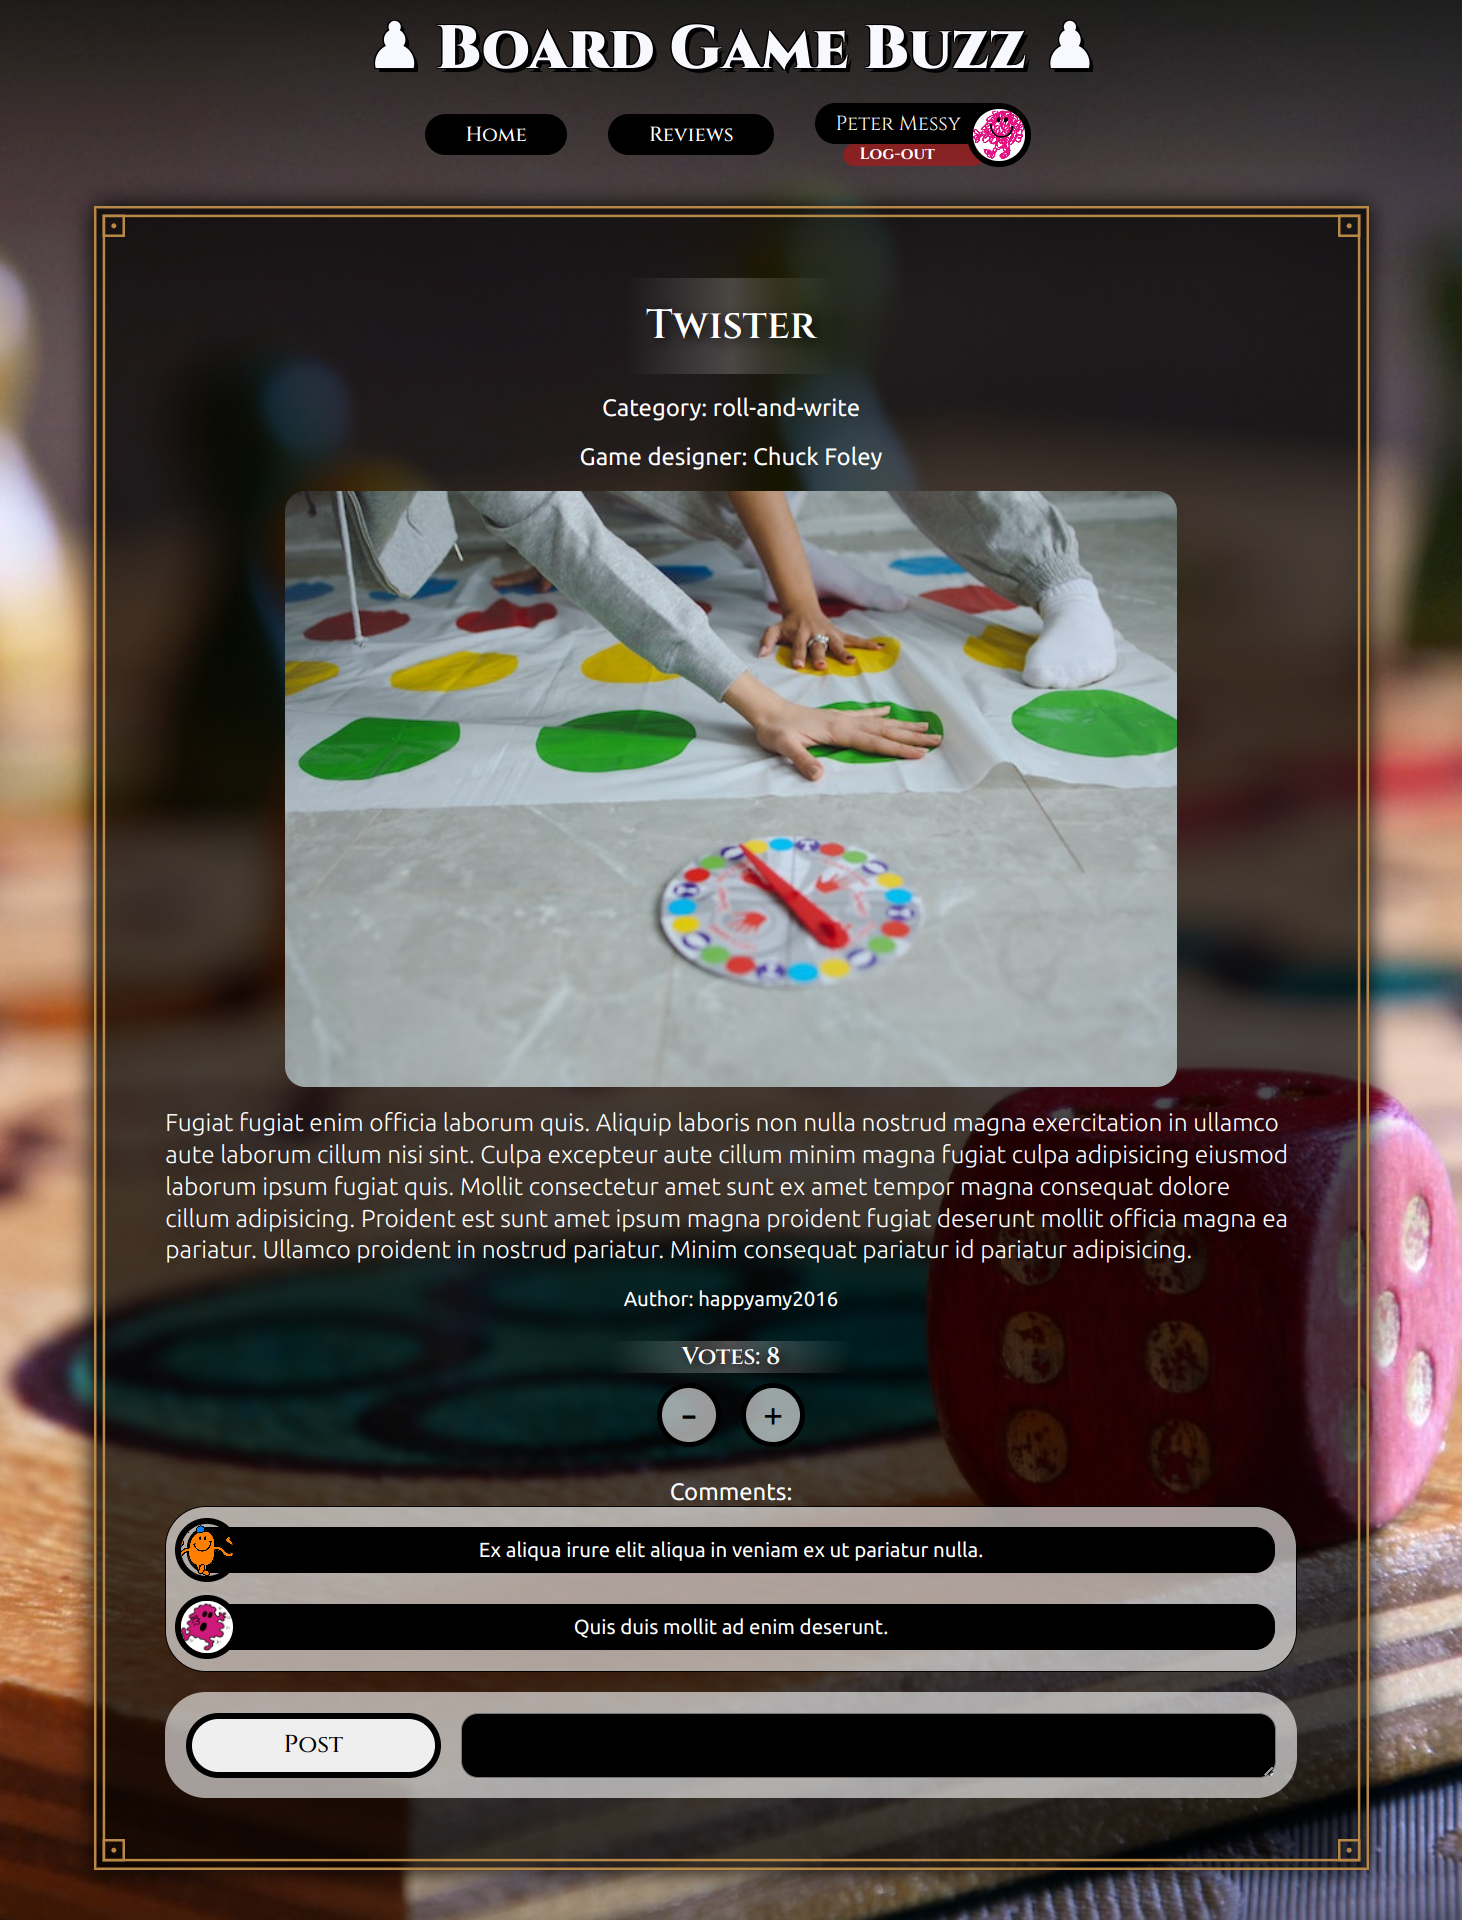 ♟ Board Game Buzz ♟
Home
Reviews
Peter Messy
Log-out
Twister
Category: roll-and-write
Game designer: Chuck Foley
Fugiat fugiat enim officia laborum quis. Aliquip laboris non nulla nostrud magna exercitation in ullamco
aute laborum cillum nisi sint. Culpa excepteur aute cillum minim magna fugiat culpa adipisicing eiusmod
laborum ipsum fugiat quis. Mollit consectetur amet sunt ex amet tempor magna consequat dolore
cillum adipisicing. Proident est sunt amet ipsum magna proident fugiat deserunt mollit officia magna ea
pariatur. Ullamco proident in nostrud pariatur. Minim consequat pariatur id pariatur adipisicing.
Author: happyamy2016
Votes: 8
- +
Comments:
Ex aliqua irure elit aliqua in veniam ex ut pariatur nulla.
Quis duis mollit ad enim deserunt.
Post